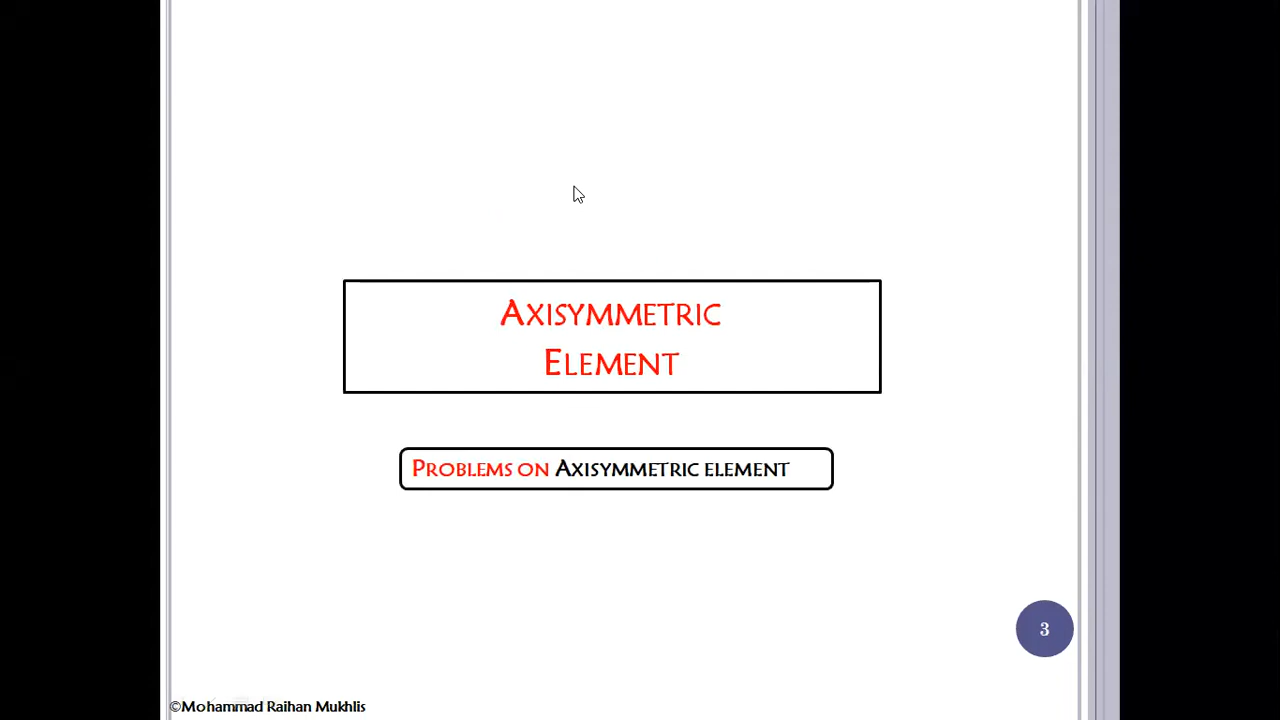 AXISYMMETRIC
ELEMENT
PROBLEMS ON AXISYMMETRIC ELEMENT
3
©Mohammad Raihan Mukhlis